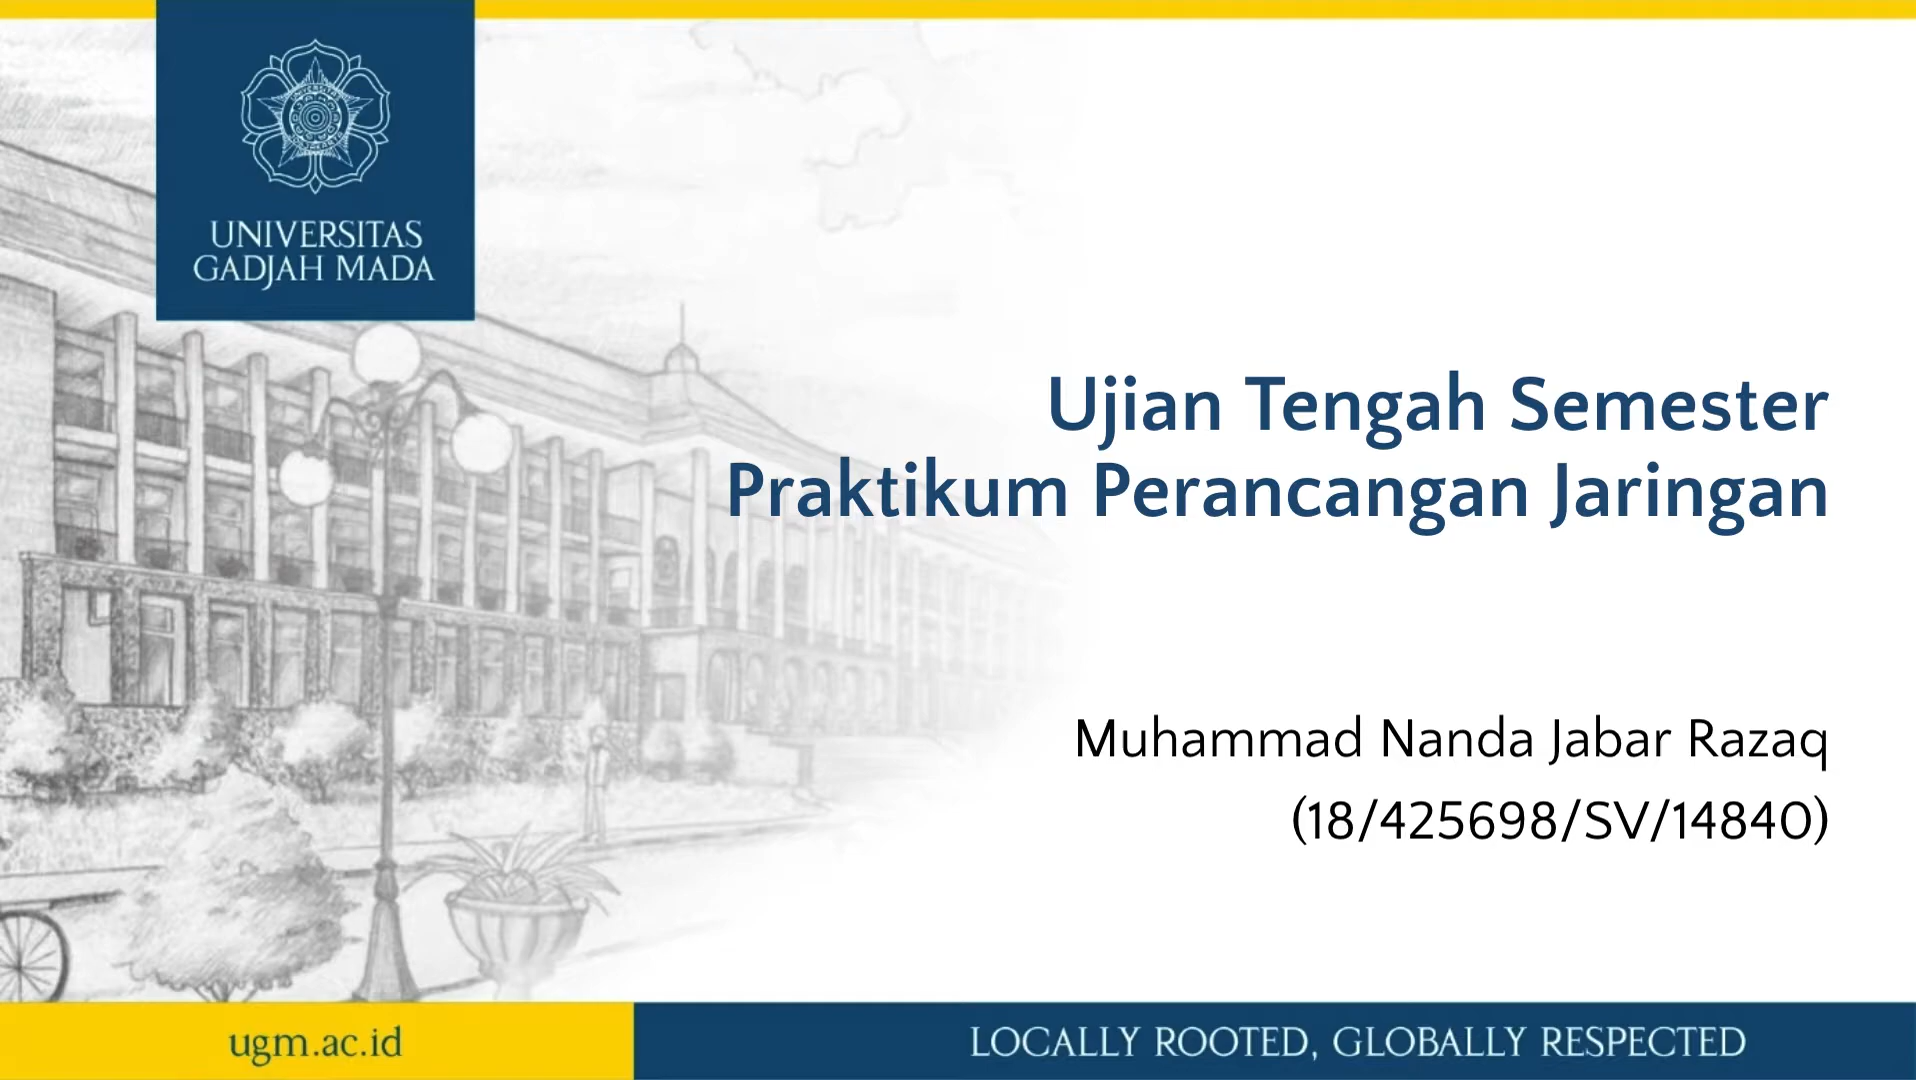 UNIVERSITAS
GADJAH MADA
Ujian Tengah Semester
Praktikum Perancangan Jaringan
Muhammad Nanda Jabar Razaq
(18/425698/SV/14840)
ugm.ac.id
LOCALLY ROOTED, GLOBALLY RESPECTED